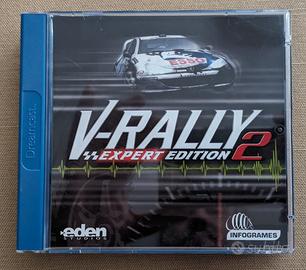 Dreamcast
ESSO
V-RALLY 2
EXPERT EDITION
eden
STUDIOS
INFOGRAMES